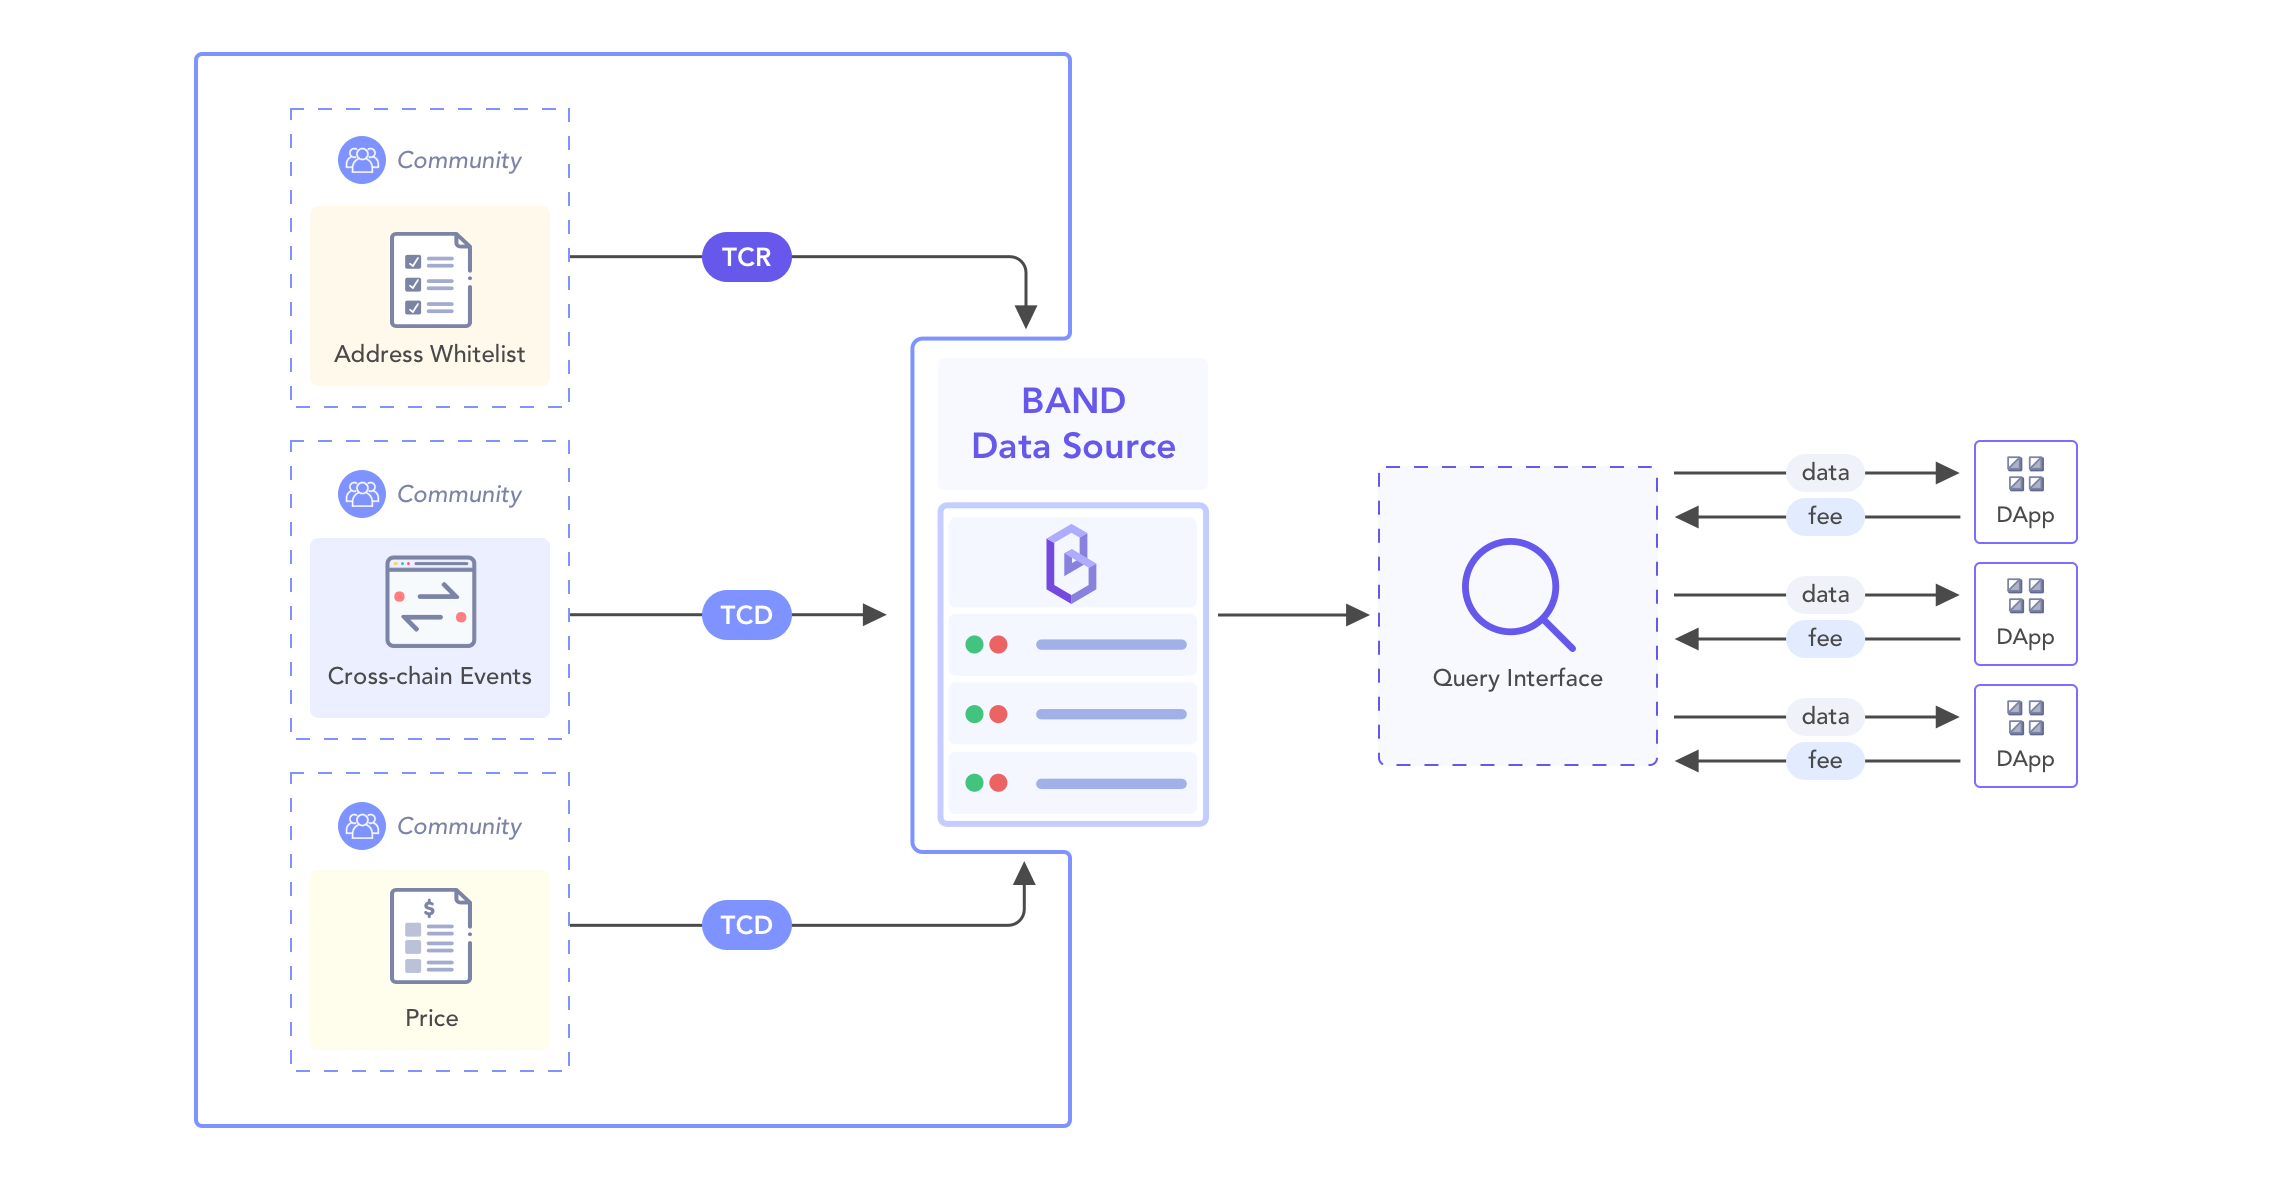 Community
Address Whitelist
TCR
Community
Cross-chain Events
TCD
Community
$
Price
TCD
BAND
Data Source
Query Interface
data
fee
DApp
data
fee
DApp
data
fee
DApp